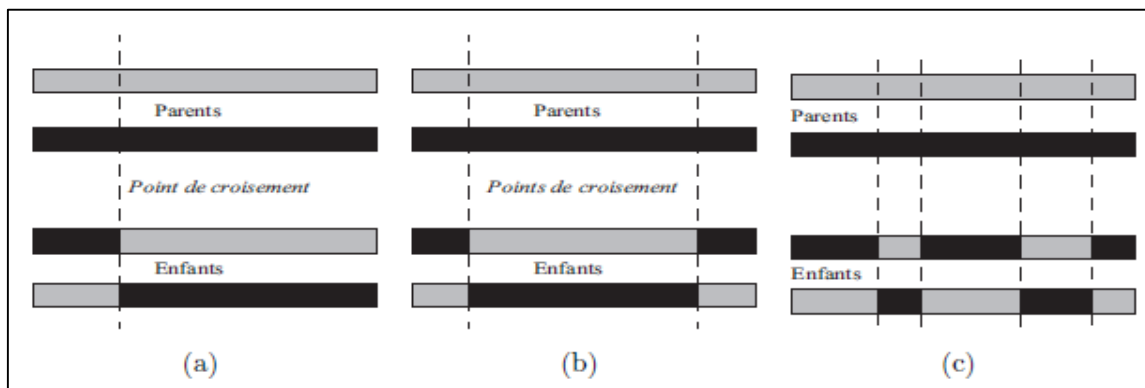 Parents
Point de croisement
Enfants
(a)
Parents
Points de croisement
Enfants
(b)
Parents
Enfants
(c)